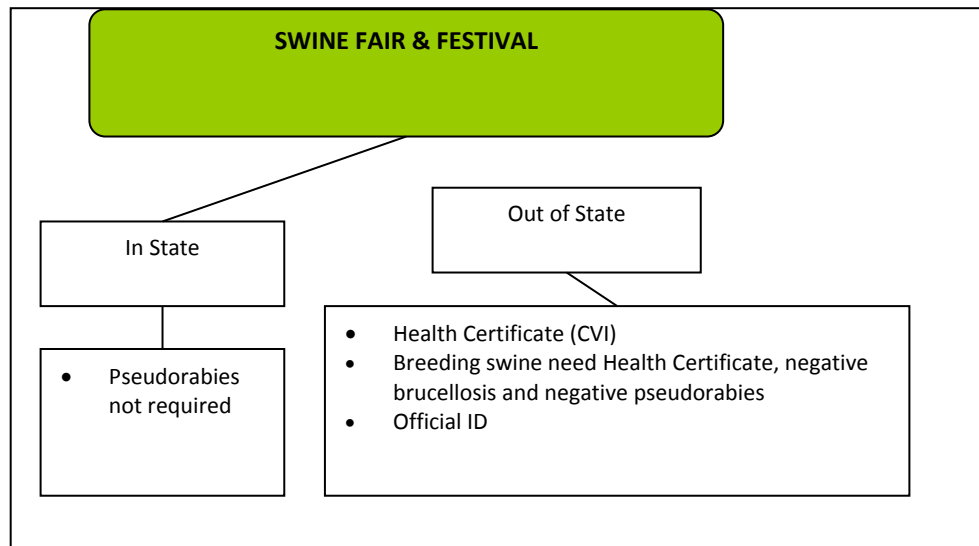 SWINE FAIR & FESTIVAL
In State
Out of State
• Pseudorabies
not required
• Health Certificate (CVI)
• Breeding swine need Health Certificate, negative
brucellosis and negative pseudorabies
• Official ID